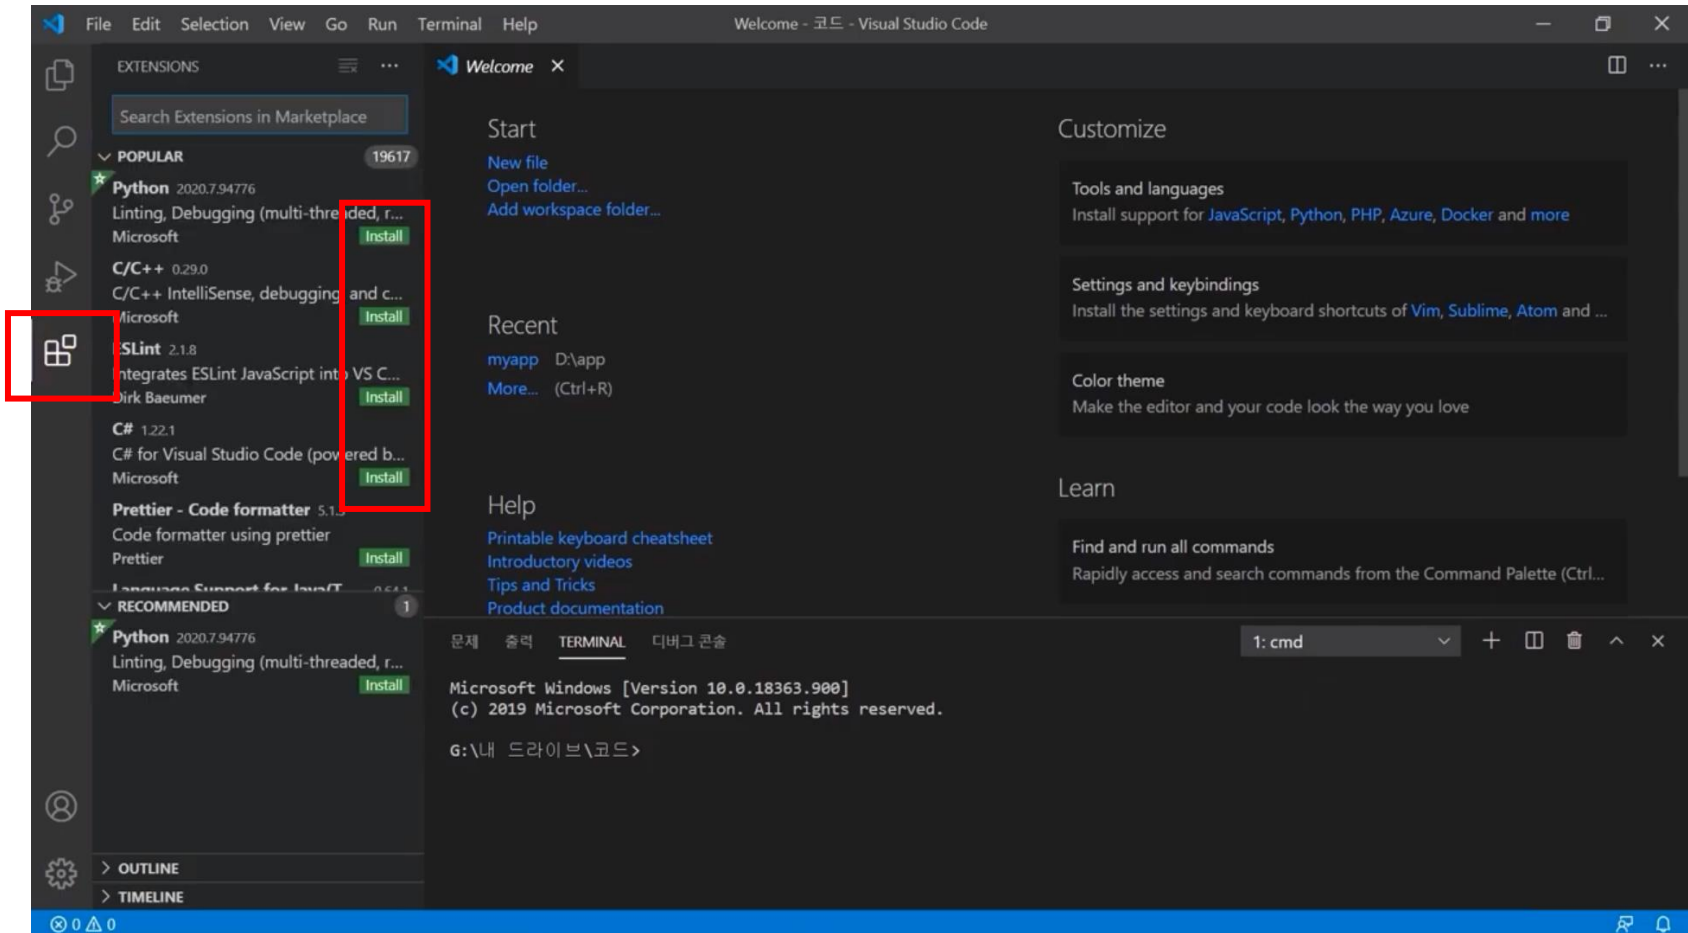 File Edit Selection View Go Run Terminal Help
Welcome - 코드 - Visual Studio Code
EXTENSIONS
Search Extensions in Marketplace
POPULAR 19617
Python 2020.7.94776
Linting, Debugging (multi-threaded, r...
Microsoft Install
C/C++ 0.29.0
C/C++ IntelliSense, debugging, and c...
Microsoft Install
ESLint 2.1.8
Integrates ESLint JavaScript into VS C...
Dirk Baeumer Install
C# 1.22.1
C# for Visual Studio Code (powered b...
Microsoft Install
Prettier - Code formatter
Code formatter using prettier
Prettier Install
Language Support for Java(T... 0.64.1
RECOMMENDED 1
Python 2020.7.94776
Linting, Debugging (multi-threaded, r...
Microsoft Install
OUTLINE
TIMELINE
Welcome
Start
New file
Open folder...
Add workspace folder...
Recent
myapp D:\app
More... (Ctrl+R)
Help
Printable keyboard cheatsheet
Introductory videos
Tips and Tricks
Product documentation
Customize
Tools and languages
Install support for JavaScript, Python, PHP, Azure, Docker and more
Settings and keybindings
Install the settings and keyboard shortcuts of Vim, Sublime, Atom and ...
Color theme
Make the editor and your code look the way you love
Learn
Find and run all commands
Rapidly access and search commands from the Command Palette (Ctrl...
문제 출력 TERMINAL 디버그 콘솔
1: cmd
Microsoft Windows [Version 10.0.18363.900]
(c) 2019 Microsoft Corporation. All rights reserved.
G:\내 드라이브\코드>
0 0